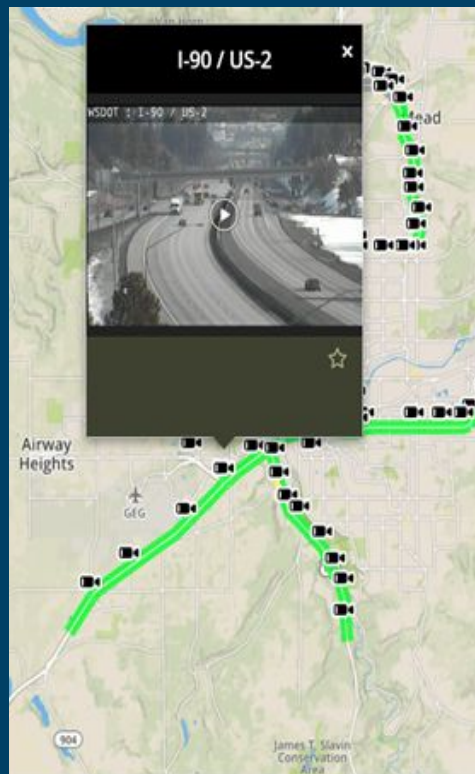 I-90 / US-2
x
WSDOT : I-90 / US-2
Mead
Airway
Heights
GEG
904
James T. Slavin
Conservation
Area